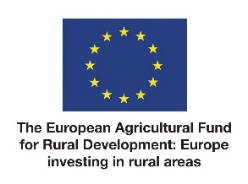 The European Agricultural Fund
for Rural Development: Europe
investing in rural areas